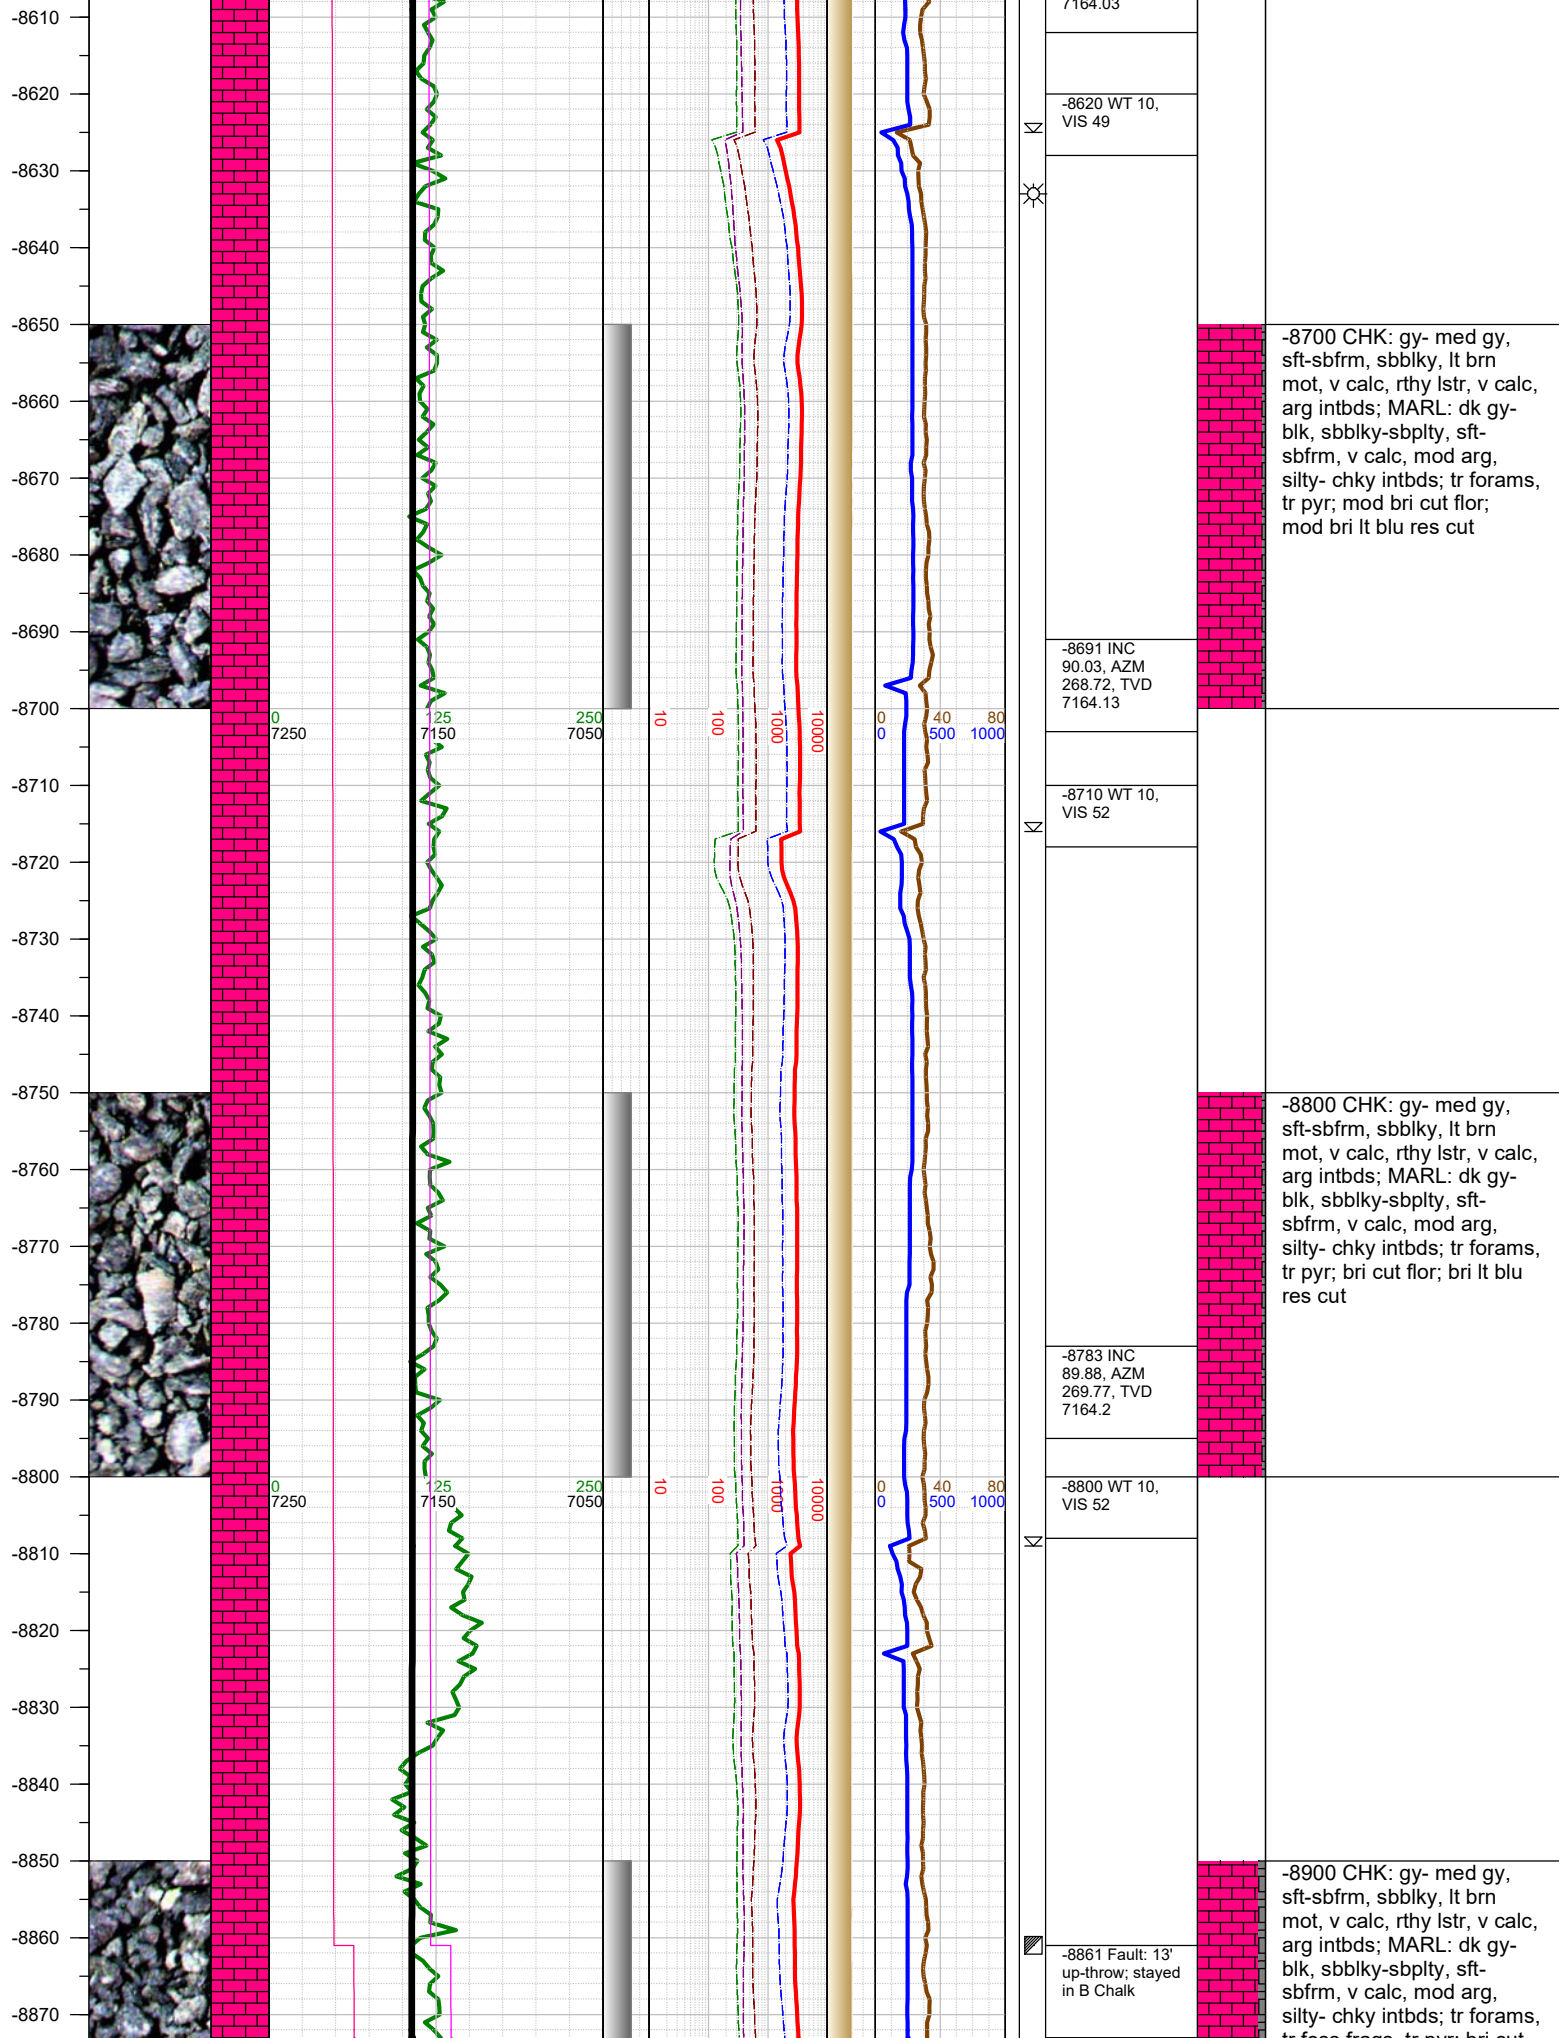 7164.03
-8610
-8620
-8620 WT 10,
VIS 49
-8630
-8640
-8650
-8700 CHK: gy- med gy,
sft-sbfrm, sbblky, lt brn
mot, v calc, rthy lstr, v calc,
arg intbds; MARL: dk gy-
blk, sbblky-sbplty, sft-
sbfrm, v calc, mod arg,
silty- chky intbds; tr forams,
tr pyr; mod bri cut flor;
mod bri lt blu res cut
-8660
-8670
-8680
-8690
-8691 INC
90.03, AZM
268.72, TVD
7164.13
-8700
0 125 250 10 100 1000 10000 0 40 80
7250 7150 7050 0 500 1000
-8710
-8710 WT 10,
VIS 52
-8720
-8730
-8740
-8750
-8800 CHK: gy- med gy,
sft-sbfrm, sbblky, lt brn
mot, v calc, rthy lstr, v calc,
arg intbds; MARL: dk gy-
blk, sbblky-sbplty, sft-
sbfrm, v calc, mod arg,
silty- chky intbds; tr forams,
tr pyr; bri cut flor; bri lt blu
res cut
-8760
-8770
-8780
-8783 INC
89.88, AZM
269.77, TVD
7164.2
-8790
-8800
0 125 250 10 100 1000 10000 0 40 80
7250 7150 7050 0 500 1000
-8800 WT 10,
VIS 52
-8810
-8820
-8830
-8840
-8850
-8900 CHK: gy- med gy,
sft-sbfrm, sbblky, lt brn
mot, v calc, rthy lstr, v calc,
arg intbds; MARL: dk gy-
blk, sbblky-sbplty, sft-
sbfrm, v calc, mod arg,
silty- chky intbds; tr forams,
tr foss frags, tr pyr; bri cut
-8860
-8861 Fault: 13'
up-throw; stayed
in B Chalk
-8870